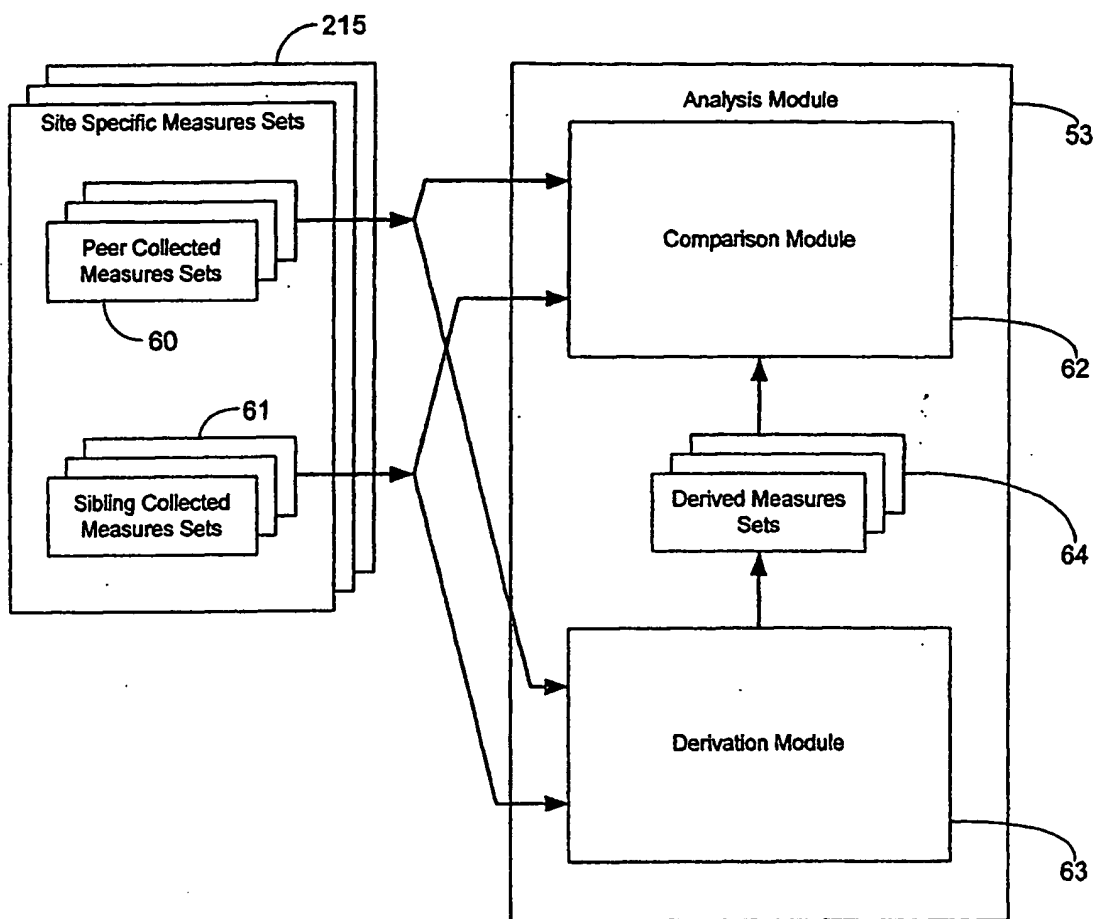 215
Site Specific Measures Sets
Peer Collected
Measures Sets
60
61
Sibling Collected
Measures Sets
Analysis Module
53
Comparison Module
62
Derived Measures
Sets
64
Derivation Module
63